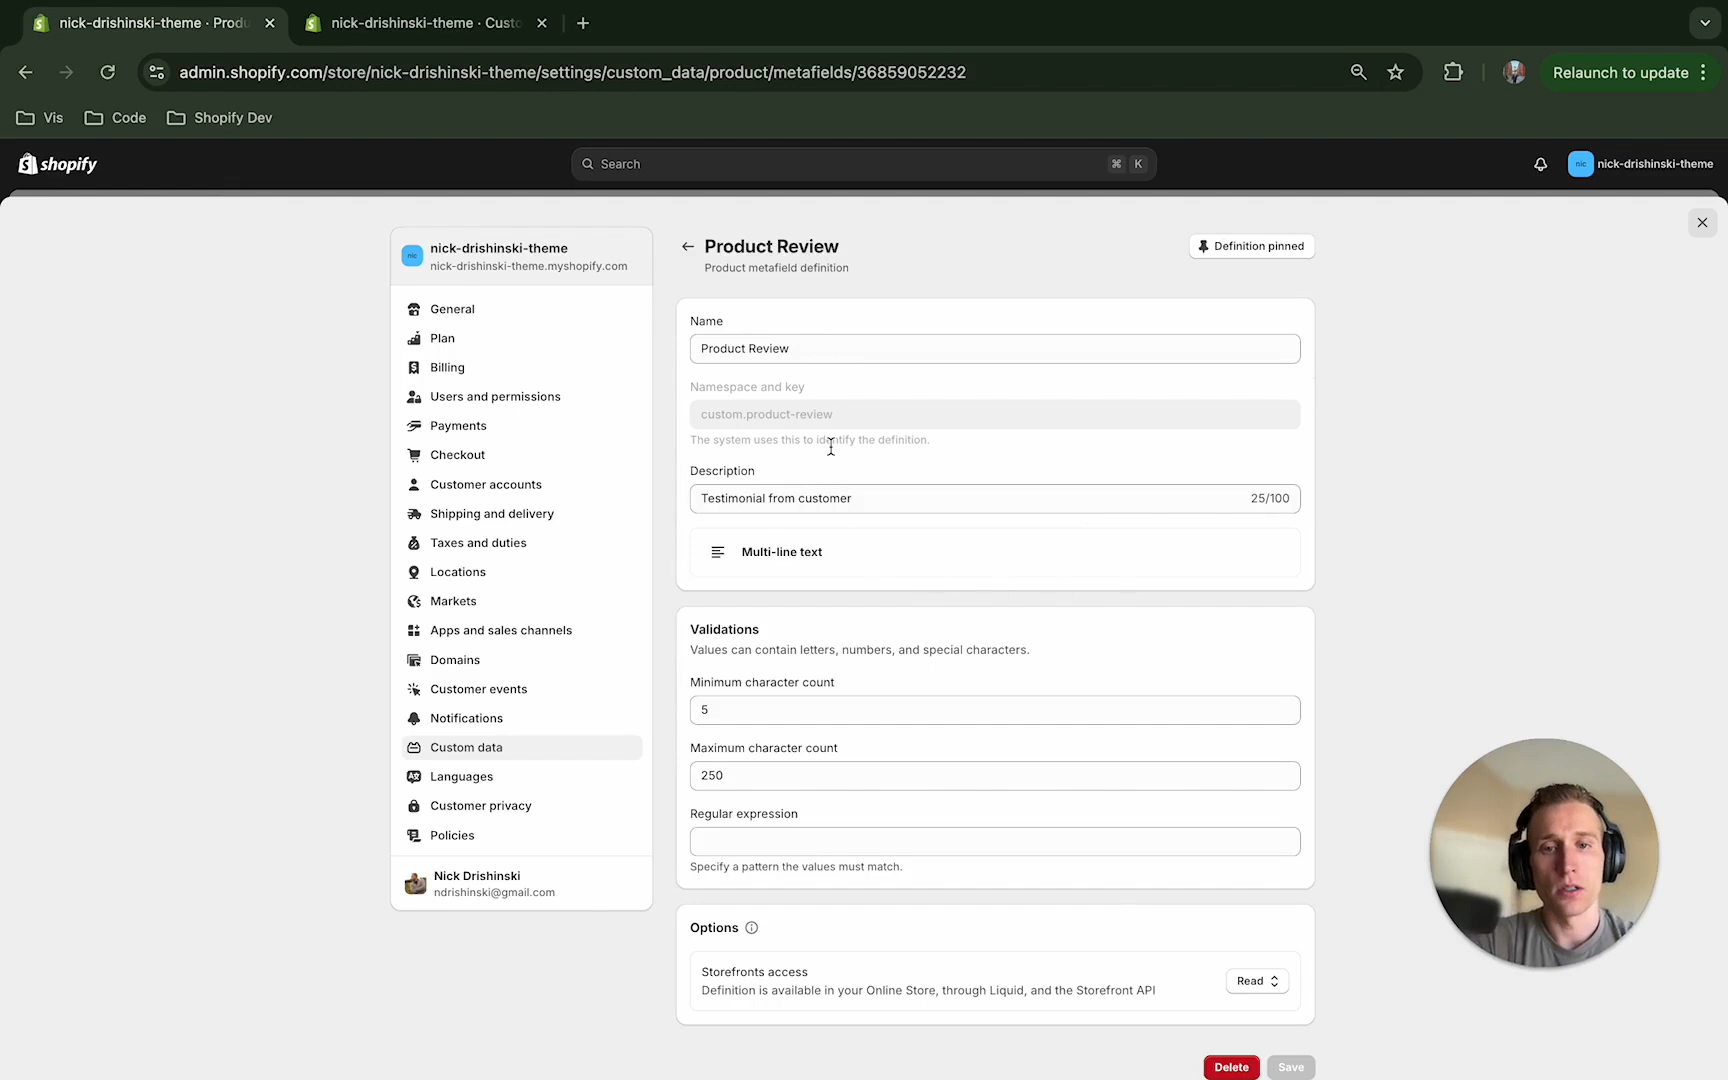 nick-drishinski-theme · Produ
nick-drishinski-theme · Custo
admin.shopify.com/store/nick-drishinski-theme/settings/custom_data/product/metafields/36859052232
Relaunch to update
Vis
Code
Shopify Dev
shopify
Search
⌘ K
nic
nick-drishinski-theme
nic
nick-drishinski-theme
nick-drishinski-theme.myshopify.com
General
Plan
Billing
Users and permissions
Payments
Checkout
Customer accounts
Shipping and delivery
Taxes and duties
Locations
Markets
Apps and sales channels
Domains
Customer events
Notifications
Custom data
Languages
Customer privacy
Policies
Nick Drishinski
ndrishinski@gmail.com
Product Review
Product metafield definition
Definition pinned
Name
Product Review
Namespace and key
custom.product-review
The system uses this to identify the definition.
Description
Testimonial from customer
25/100
Multi-line text
Validations
Values can contain letters, numbers, and special characters.
Minimum character count
5
Maximum character count
250
Regular expression
Specify a pattern the values must match.
Options
Storefronts access
Definition is available in your Online Store, through Liquid, and the Storefront API
Read
Delete
Save